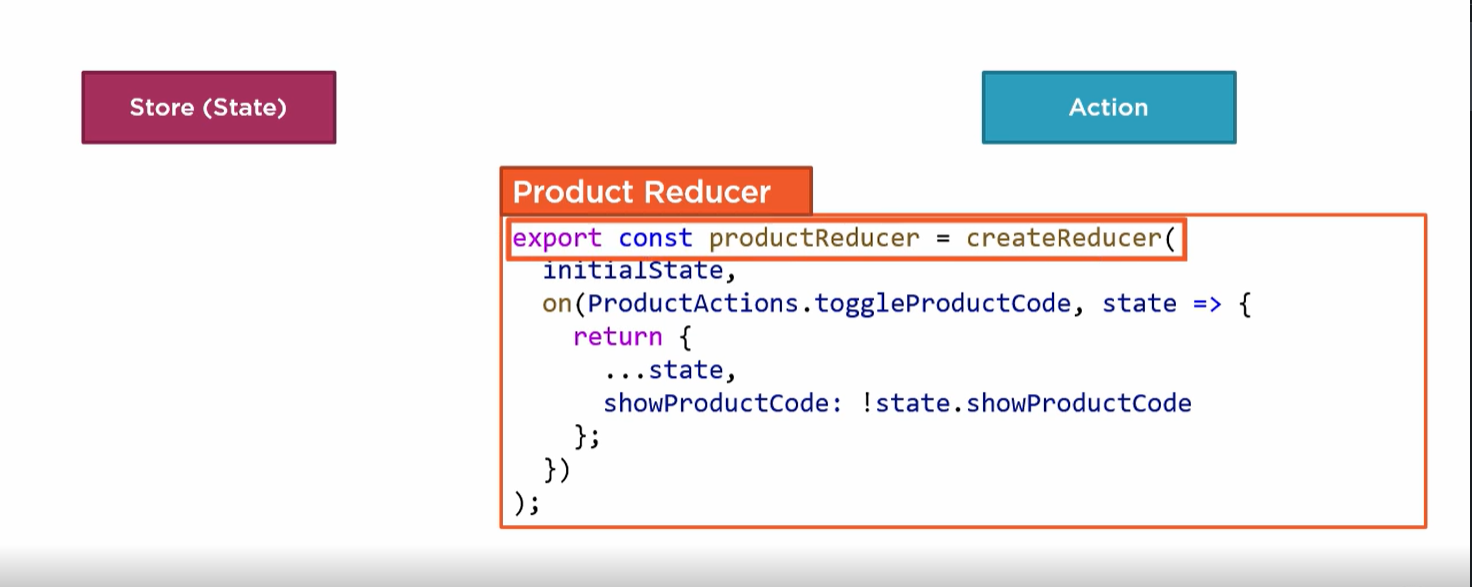 Store (State)
Action
Product Reducer
export const productReducer = createReducer(
initialState,
on(ProductActions.toggleProductCode, state => {
return {
...state,
showProductCode: !state.showProductCode
};
})
);